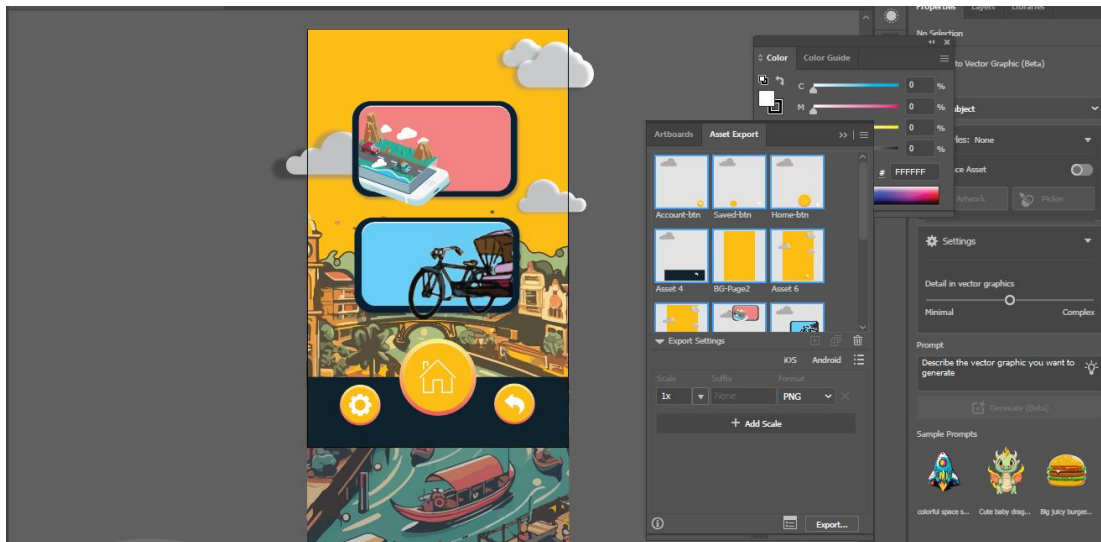 Properties Layers Libraries
No Selection
Color Color Guide
to Vector Graphic (Beta)
C 0 %
M 0 %
0 %
0 %
# FFFFFF
Artboards Asset Export
Account-btn Saved-btn Home-btn
Asset 4 BG-Page2 Asset 6
Export Settings
iOS Android
Scale Suffix Format
1x None PNG
+ Add Scale
Export...
bject
les: None
ce Asset
Artwork Picker
Settings
Detail in vector graphics
Minimal Complex
Prompt
Describe the vector graphic you want to
generate
Generate (Beta)
Sample Prompts
colorful space s... Cute baby drag... Big juicy burger...